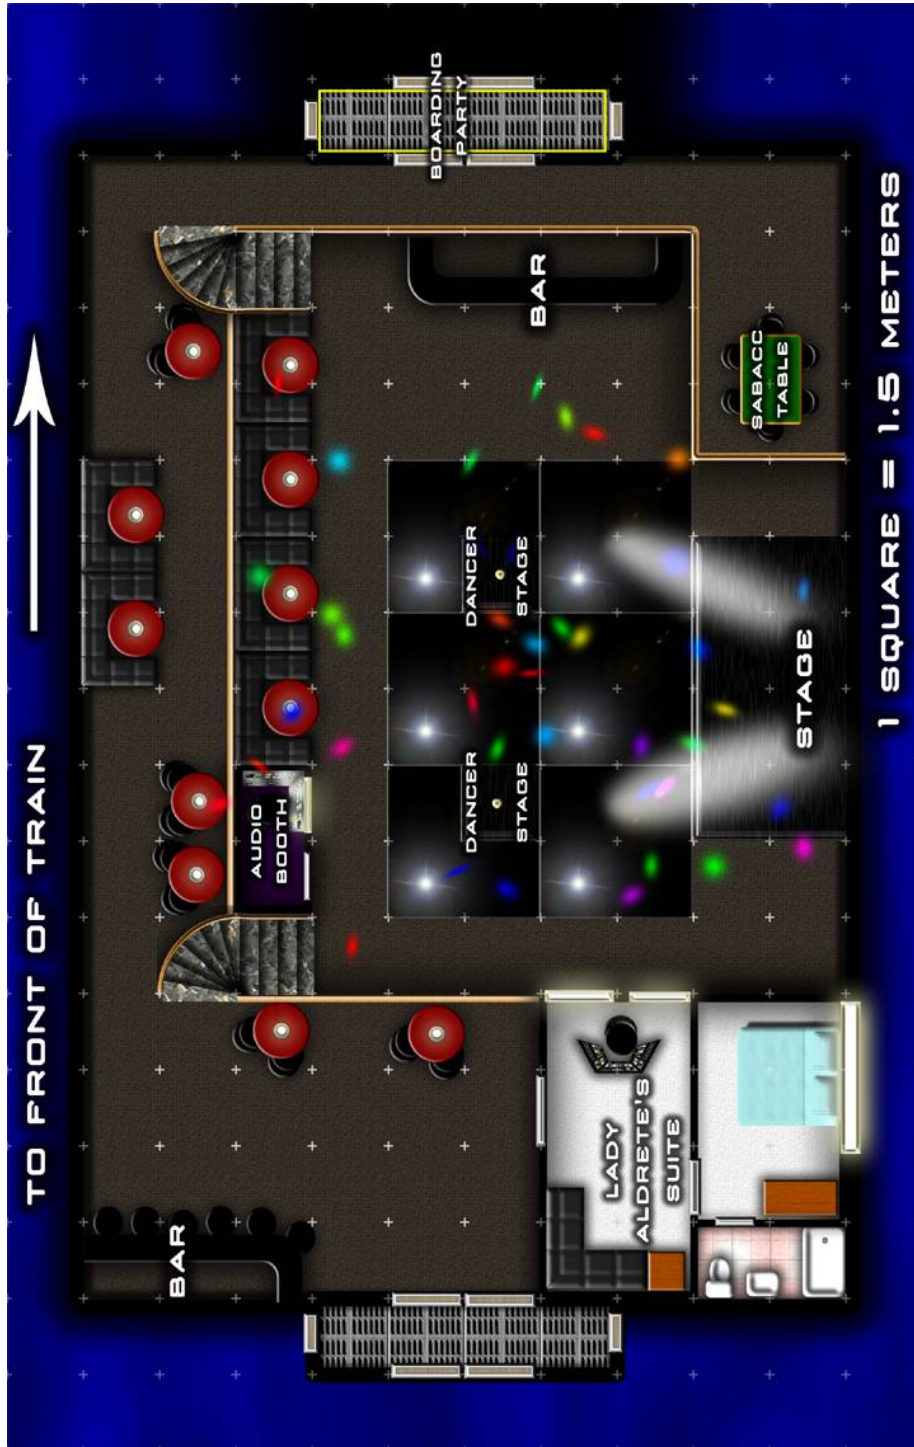 BOARDING
PARTY
BAR
SABACC
TABLE
1 SQUARE = 1.5 METERS
TO FRONT OF TRAIN
DANCER
STAGE
STAGE
DANCER
STAGE
AUDIO
BOOTH
LADY
ALDRETE'S
SUITE
BAR